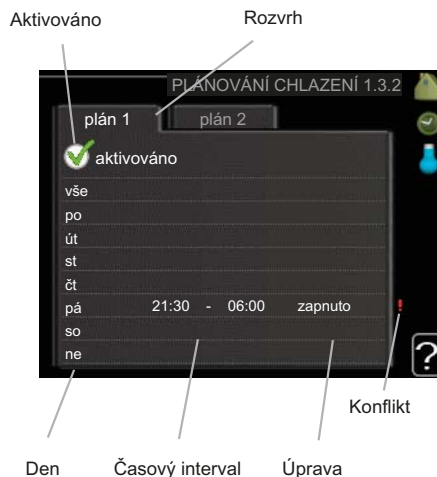 Aktivováno Rozvrh
PLÁNOVÁNÍ CHLAZENÍ 1.3.2
plán 1 plán 2
aktivováno
vše
po
út
st
čt
pá 21:30 - 06:00 zapnuto !
so
ne
?
Konflikt
Den Časový interval Úprava